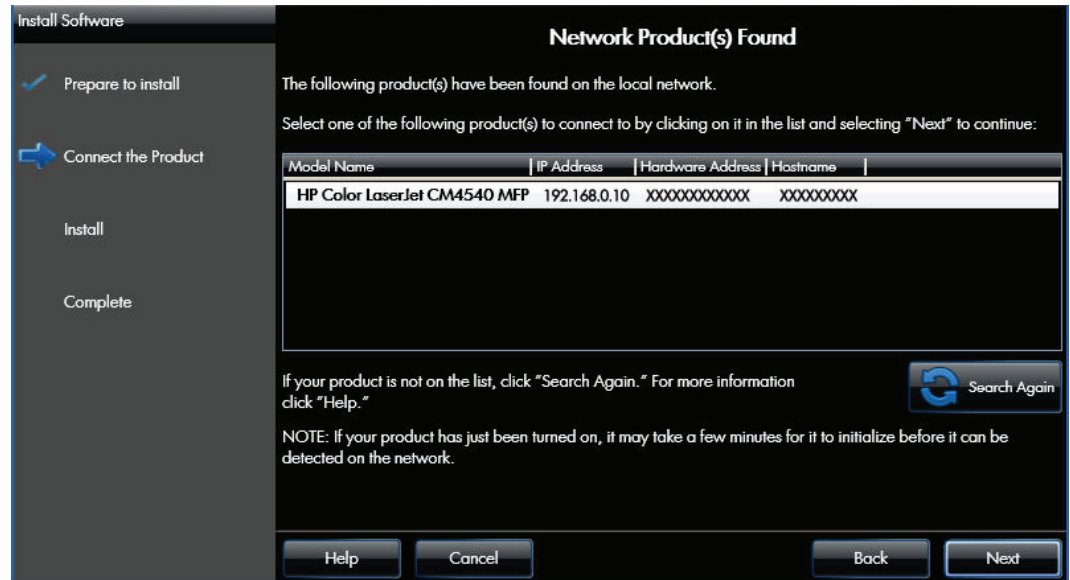 Install Software
Prepare to install
Connect the Product
Install
Complete
Network Product(s) Found
The following product(s) have been found on the local network.
Select one of the following product(s) to connect to by clicking on it in the list and selecting "Next" to continue:
Model Name IP Address Hardware Address Hostname
HP Color LaserJet CM4540 MFP 192.168.0.10 XXXXXXXXXXXX XXXXXXXXX
If your product is not on the list, click "Search Again." For more information
click "Help."
Search Again
NOTE: If your product has just been turned on, it may take a few minutes for it to initialize before it can be
detected on the network.
Help Cancel Back Next